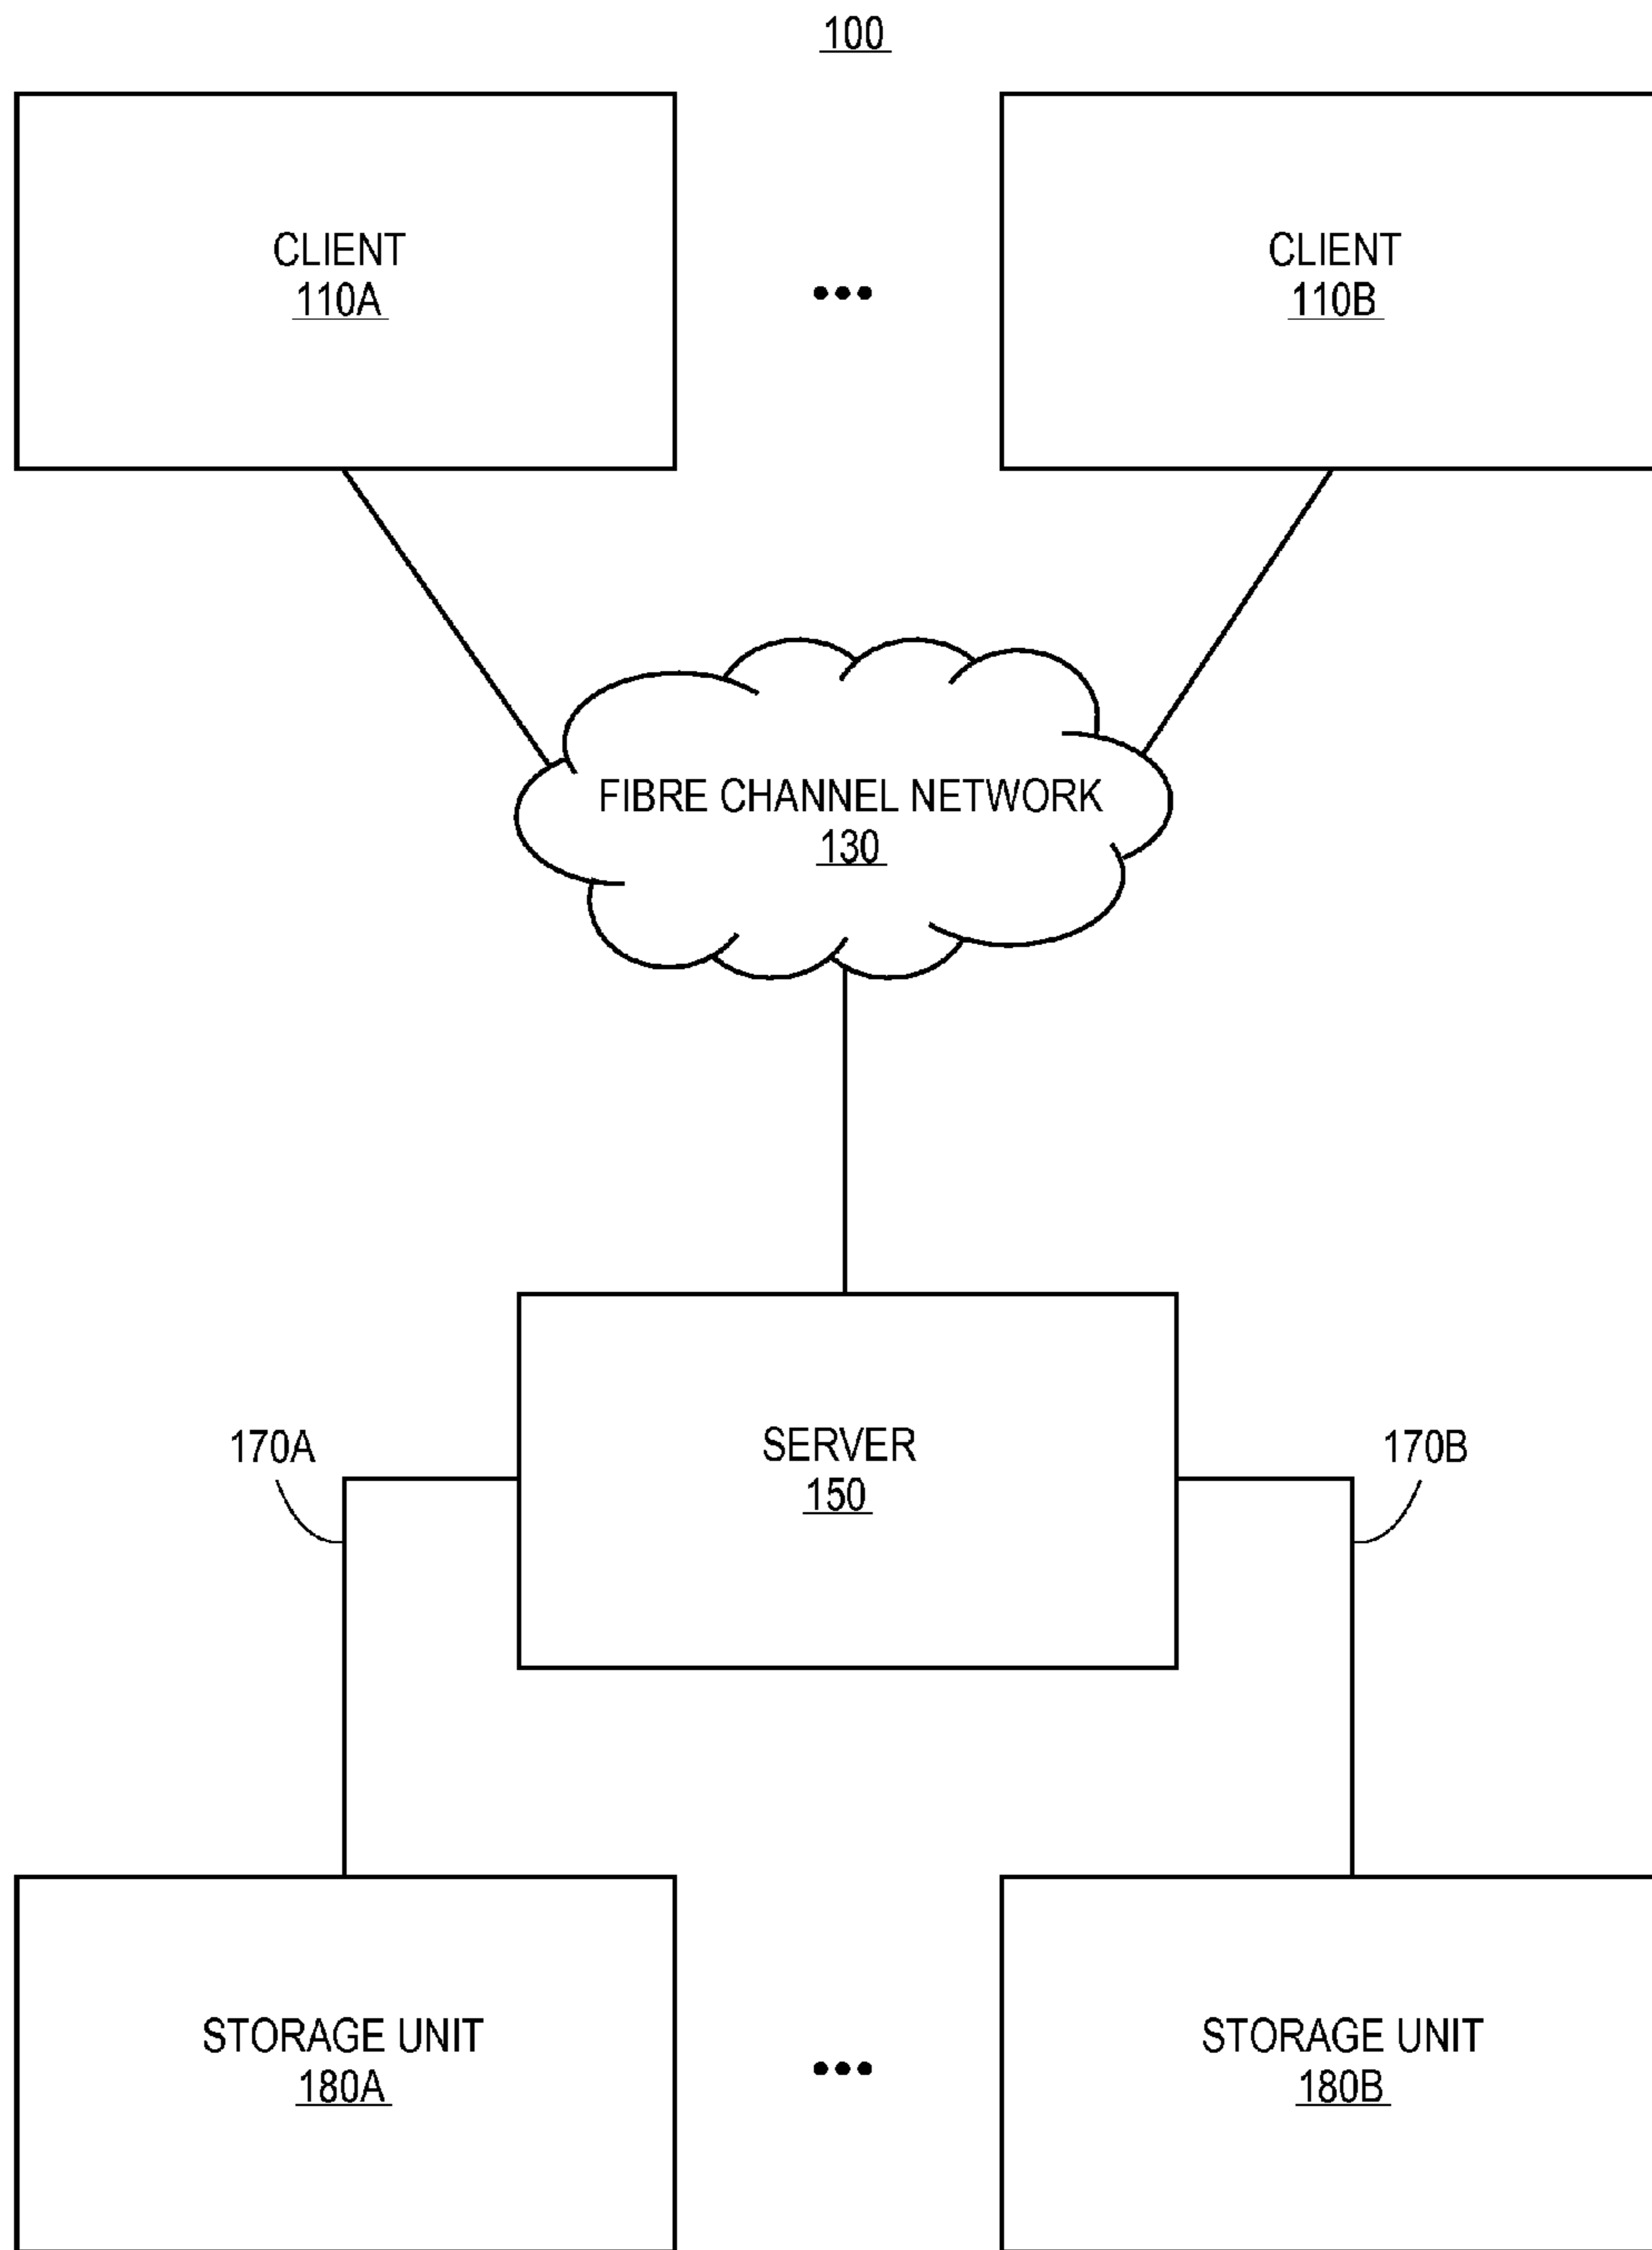 100
CLIENT
110A
•••
CLIENT
110B
FIBRE CHANNEL NETWORK
130
170A
SERVER
150
170B
STORAGE UNIT
180A
•••
STORAGE UNIT
180B